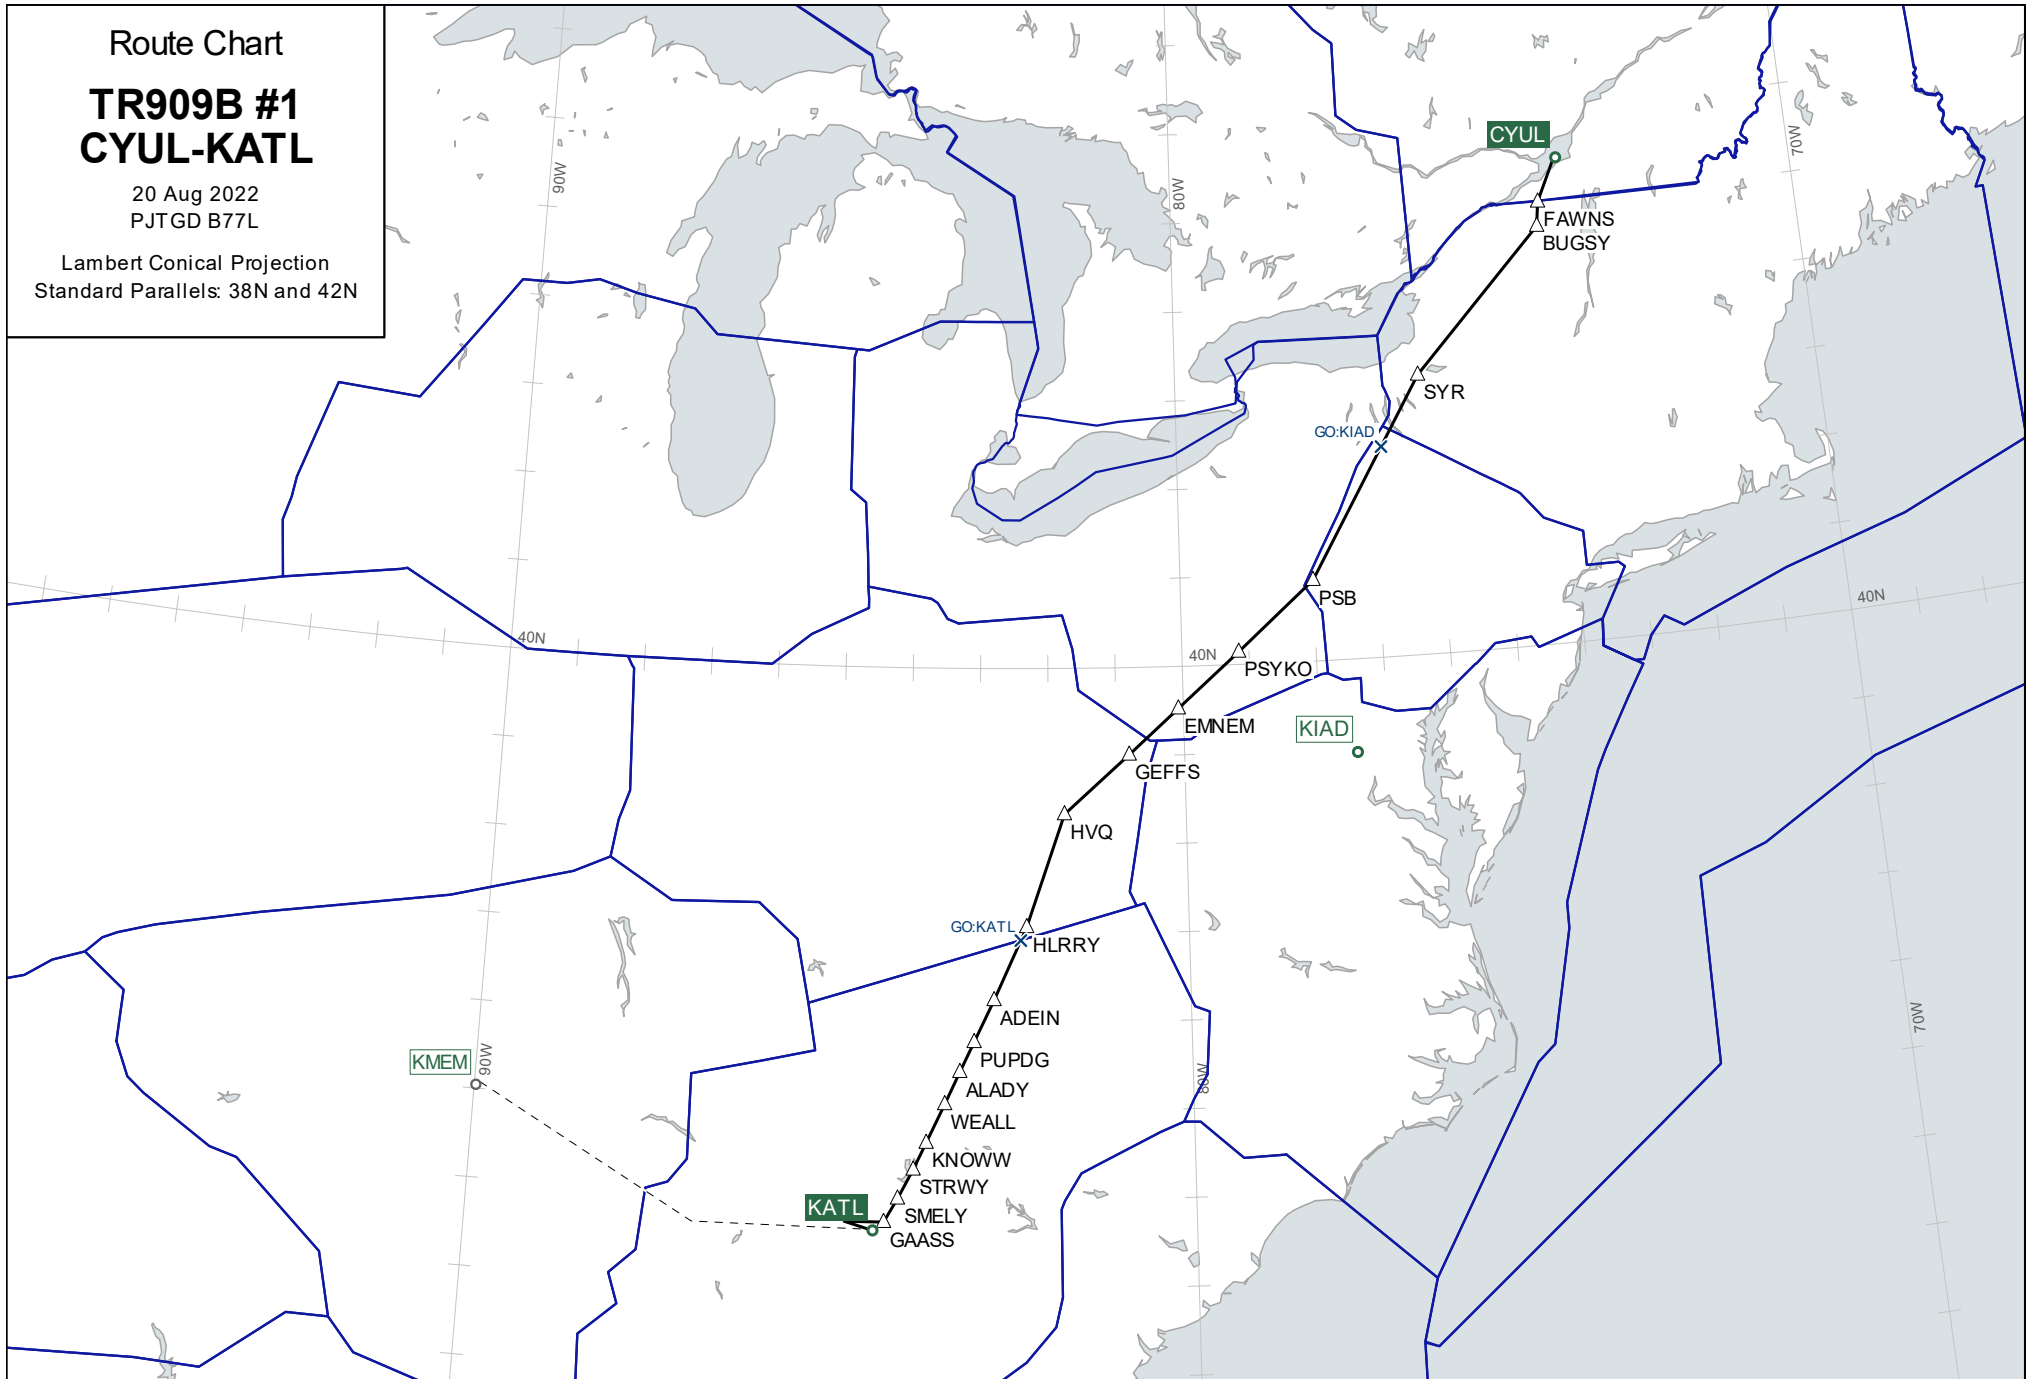 Route Chart
TR909B #1
CYUL-KATL
20 Aug 2022
PJTGD B77L
Lambert Conical Projection
Standard Parallels: 38N and 42N
CYUL
70W
90W
80W
FAWNS
BUGSY
SYR
GO:KIAD
PSB
40N
40N
40N
PSYKO
EMNEM
KIAD
GEFFS
HVQ
GO:KATL
HLRRY
ADEIN
70W
PUPDG
KMEM
90W
80W
ALADY
WEALL
KNOWW
STRWY
KATL
SMELY
GAASS